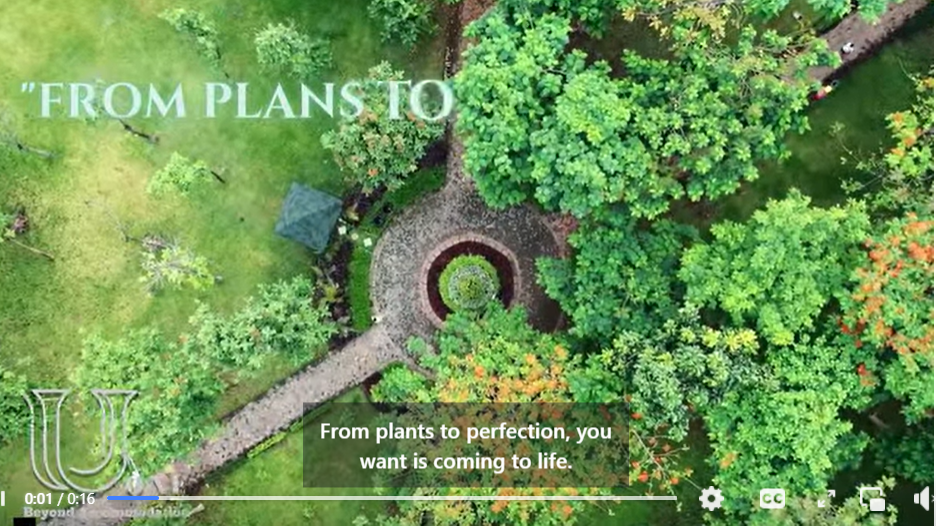 "FROM PLANS TO
From plants to perfection, you
want is coming to life.
U
0:01 / 0:16
CC
Beyond